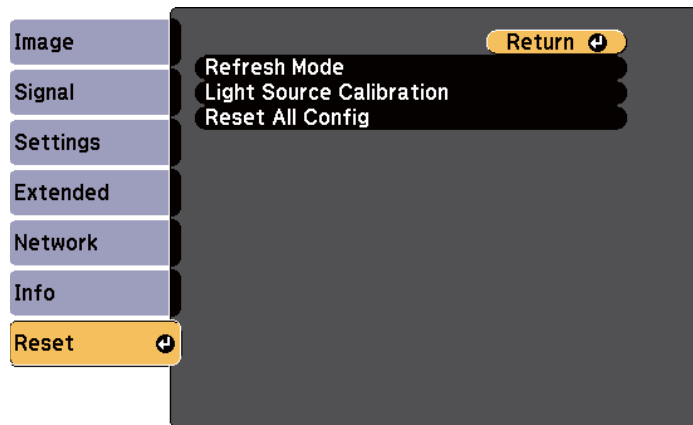 Image
Signal
Settings
Extended
Network
Info
Reset
Return
Refresh Mode
Light Source Calibration
Reset All Config